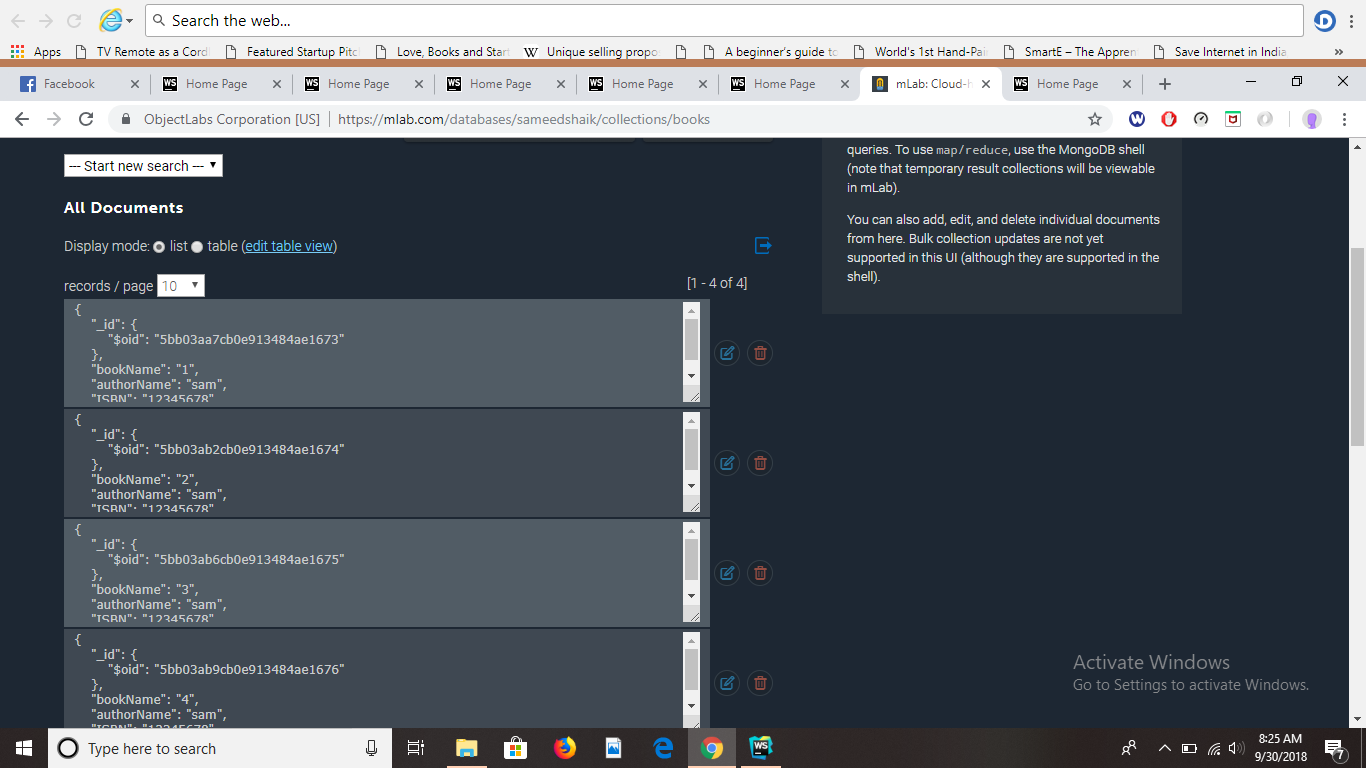 Search the web...
Apps TV Remote as a Cord Featured Startup Pitc Love, Books and Start W Unique selling propo A beginner's guide to World's 1st Hand-Pai SmartE – The Appren Save Internet in India »
Facebook WS Home Page WS Home Page WS Home Page WS Home Page WS Home Page mLab: Cloud-h WS Home Page
ObjectLabs Corporation [US] | https://mlab.com/databases/sameedshaik/collections/books
--- Start new search ---
All Documents
Display mode: list table (edit table view)
records / page 10 [1 - 4 of 4]
{
"_id": {
"$oid": "5bb03aa7cb0e913484ae1673"
},
"bookName": "1",
"authorName": "sam",
"ISBN": "12345678"
{
"_id": {
"$oid": "5bb03ab2cb0e913484ae1674"
},
"bookName": "2",
"authorName": "sam",
"ISBN": "12345678"
{
"_id": {
"$oid": "5bb03ab6cb0e913484ae1675"
},
"bookName": "3",
"authorName": "sam",
"ISBN": "12345678"
{
"_id": {
"$oid": "5bb03ab9cb0e913484ae1676"
},
"bookName": "4",
"authorName": "sam",
queries. To use map/reduce, use the MongoDB shell
(note that temporary result collections will be viewable
in mLab).
You can also add, edit, and delete individual documents
from here. Bulk collection updates are not yet
supported in this UI (although they are supported in the
shell).
Activate Windows
Go to Settings to activate Windows.
Type here to search
WS
8:25 AM
9/30/2018
7